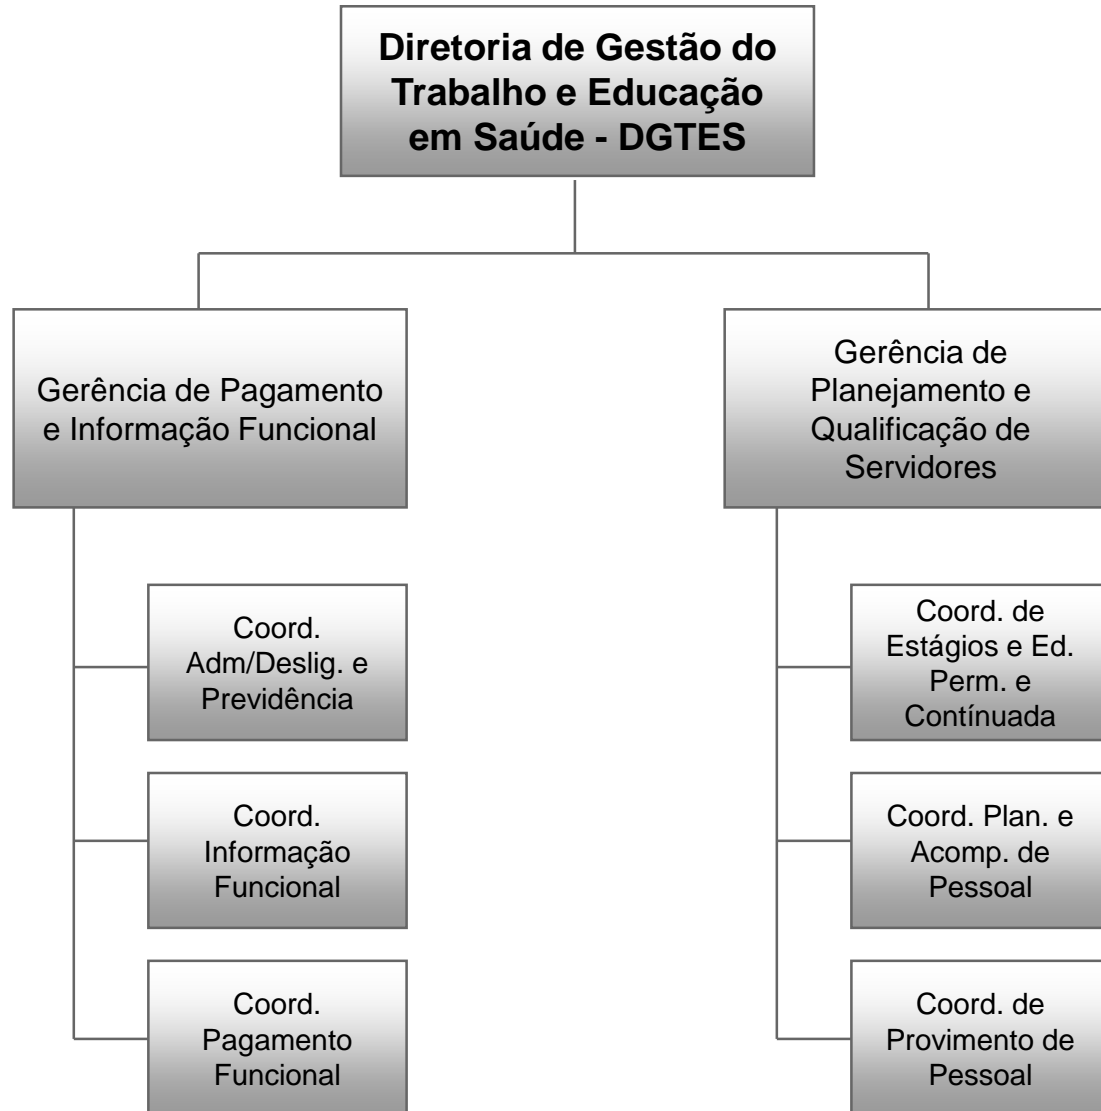 Diretoria de Gestão do
Trabalho e Educação
em Saúde - DGTES
Gerência de Pagamento
e Informação Funcional
Gerência de
Planejamento e
Qualificação de
Servidores
Coord.
Adm/Deslig. e
Previdência
Coord.
Informação
Funcional
Coord.
Pagamento
Funcional
Coord. de
Estágios e Ed.
Perm. e
Contínuada
Coord. Plan. e
Acomp. de
Pessoal
Coord. de
Provimento de
Pessoal